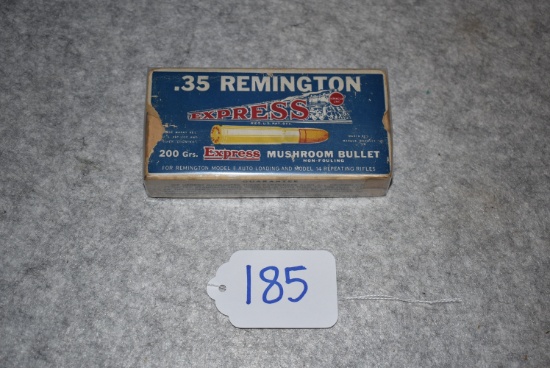 .35 REMINGTON
EXPRESS
200 Grs. Express MUSHROOM BULLET
NON-FOULING
FOR REMINGTON MODEL 8 AUTO LOADING AND MODEL 14 REPEATING RIFLES
185